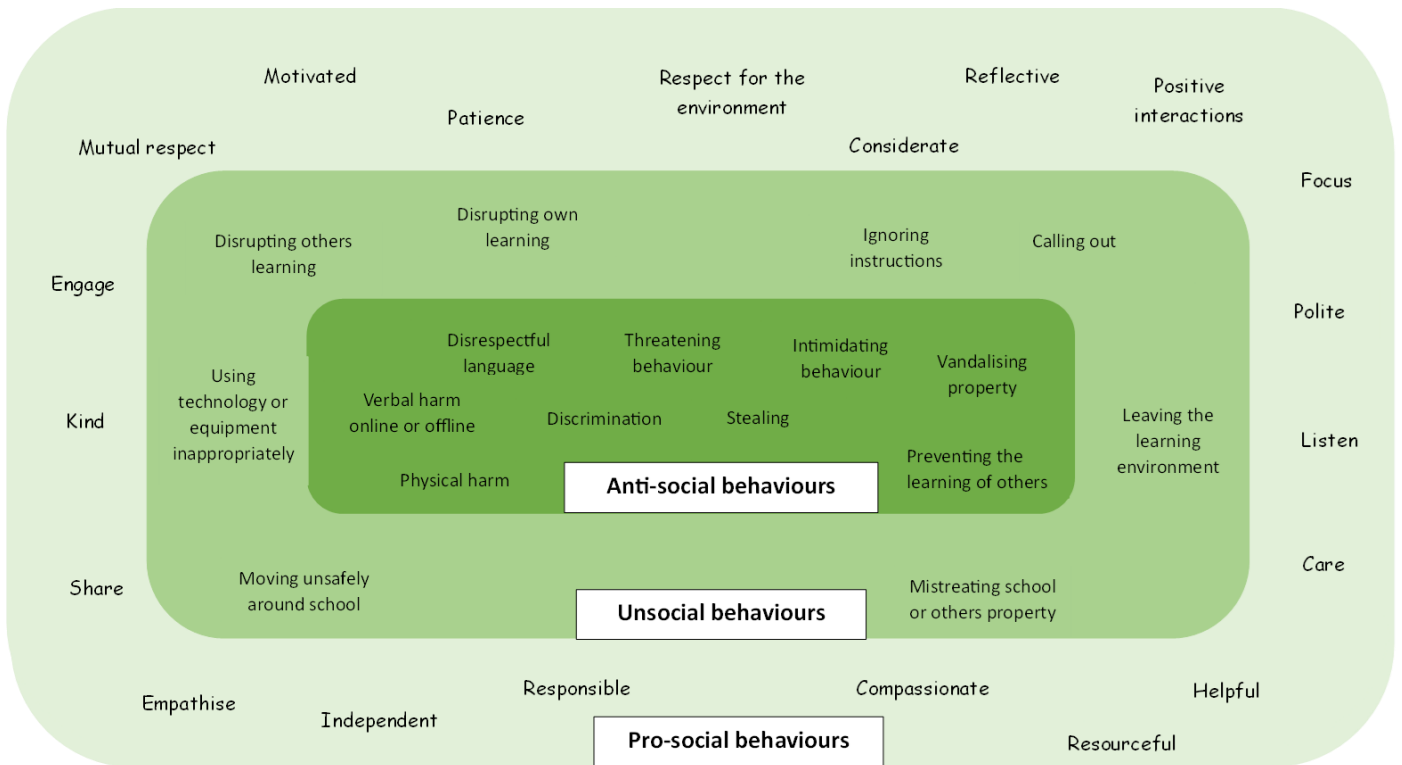 Motivated
Respect for the
environment
Reflective
Positive
interactions
Patience
Mutual respect
Considerate
Focus
Disrupting others
learning
Disrupting own
learning
Ignoring
instructions
Calling out
Engage
Polite
Disrespectful
language
Threatening
behaviour
Intimidating
behaviour
Vandalising
property
Using
technology or
equipment
inappropriately
Verbal harm
online or offline
Discrimination
Stealing
Kind
Leaving the
learning
environment
Listen
Physical harm
Anti-social behaviours
Preventing the
learning of others
Share
Moving unsafely
around school
Unsocial behaviours
Mistreating school
or others property
Care
Empathise
Independent
Responsible
Compassionate
Helpful
Pro-social behaviours
Resourceful